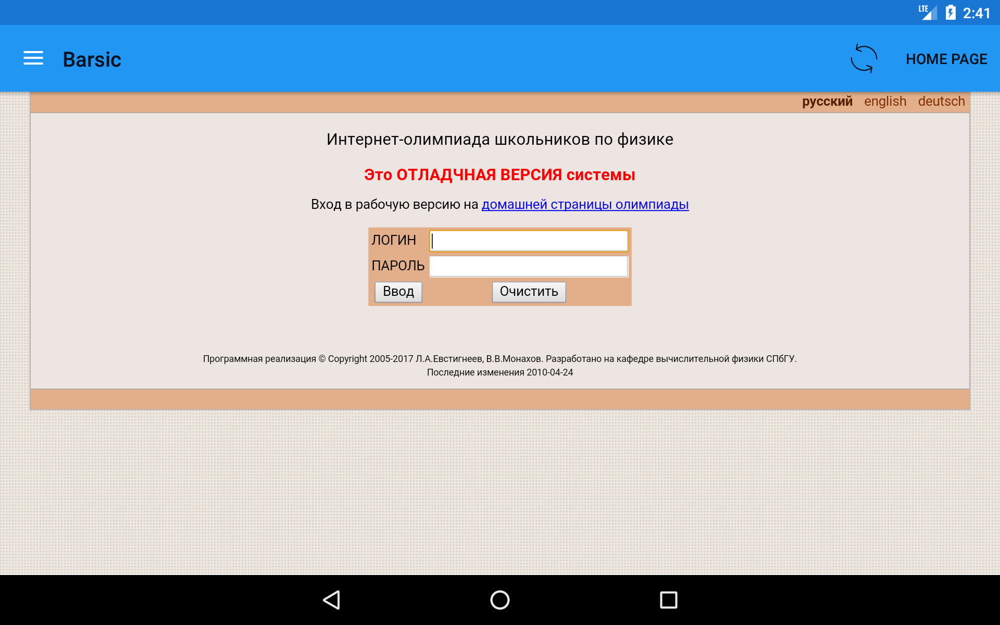 LTE 2:41
Barsic HOME PAGE
русский english deutsch
Интернет-олимпиада школьников по физике
Это ОТЛАДЧНАЯ ВЕРСИЯ системы
Вход в рабочую версию на домашней страницы олимпиады
ЛОГИН
ПАРОЛЬ
Ввод Очистить
Программная реализация © Copyright 2005-2017 Л.А.Евстигнеев, В.В.Монахов. Разработано на кафедре вычислительной физики СПбГУ.
Последние изменения 2010-04-24